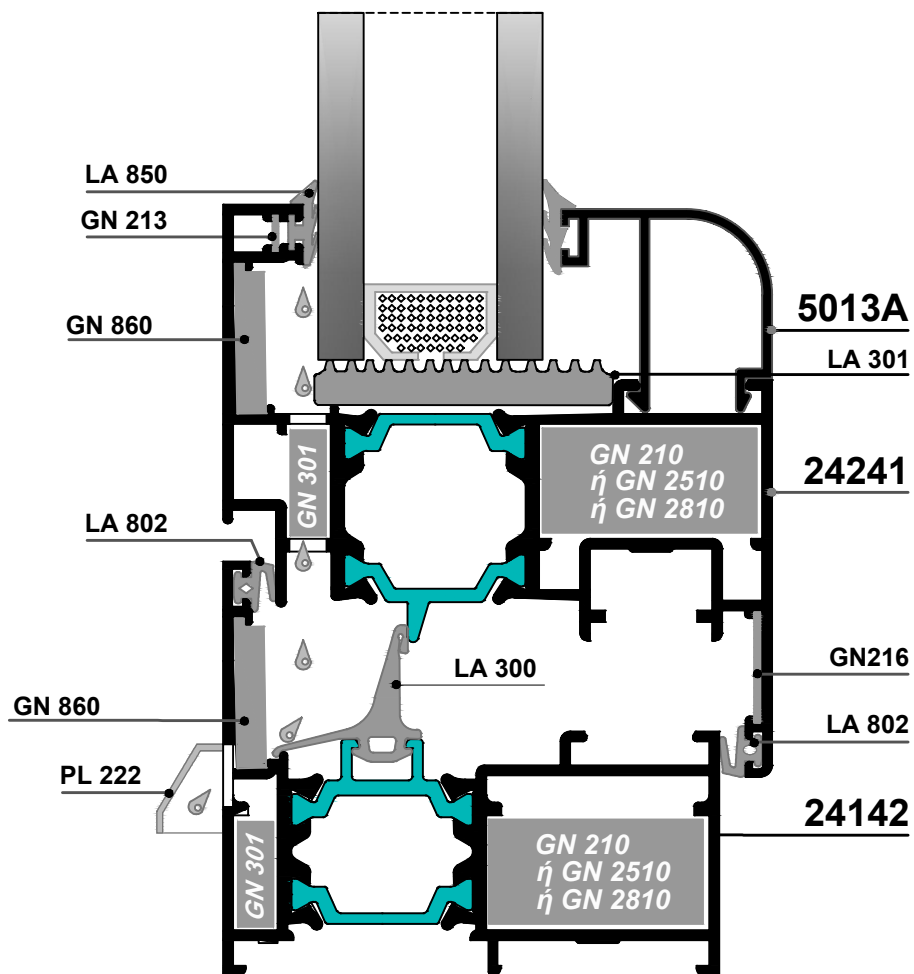 LA 850
GN 213
GN 860
5013A
LA 301
GN 301
GN 210
ή GN 2510
ή GN 2810
24241
LA 802
LA 300
GN216
GN 860
LA 802
PL 222
24142
GN 301
GN 210
ή GN 2510
ή GN 2810